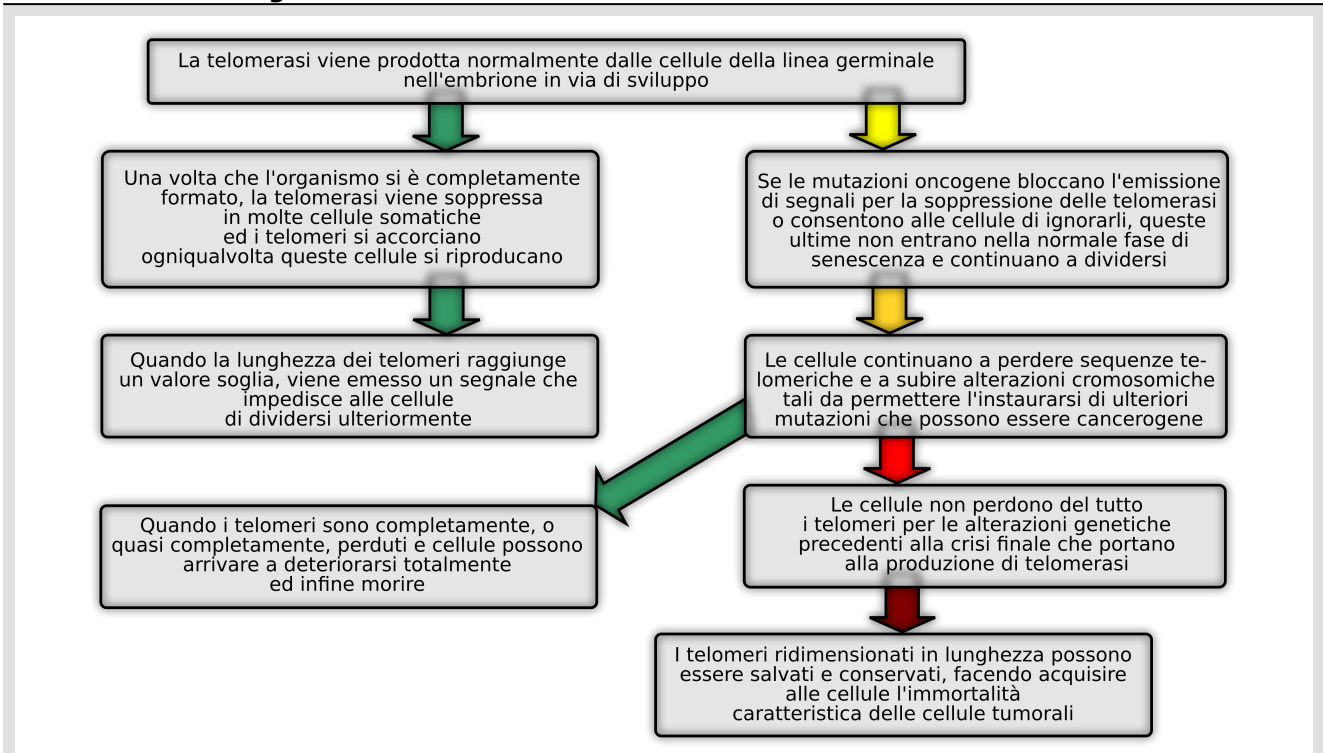 La telomerasi viene prodotta normalmente dalle cellule della linea germinale
nell'embrione in via di sviluppo
Una volta che l'organismo si è completamente
formato, la telomerasi viene soppressa
in molte cellule somatiche
ed i telomeri si accorciano
ogniqualvolta queste cellule si riproducano
Se le mutazioni oncogene bloccano l'emissione
di segnali per la soppressione delle telomerasi
o consentono alle cellule di ignorarli, queste
ultime non entrano nella normale fase di
senescenza e continuano a dividersi
Quando la lunghezza dei telomeri raggiunge
un valore soglia, viene emesso un segnale che
impedisce alle cellule
di dividersi ulteriormente
Le cellule continuano a perdere sequenze te-
lomeriche e a subire alterazioni cromosomiche
tali da permettere l'instaurarsi di ulteriori
mutazioni che possono essere cancerogene
Quando i telomeri sono completamente, o
quasi completamente, perduti e cellule possono
arrivare a deteriorarsi totalmente
ed infine morire
Le cellule non perdono del tutto
i telomeri per le alterazioni genetiche
precedenti alla crisi finale che portano
alla produzione di telomerasi
I telomeri ridimensionati in lunghezza possono
essere salvati e conservati, facendo acquisire
alle cellule l'immortalità
caratteristica delle cellule tumorali